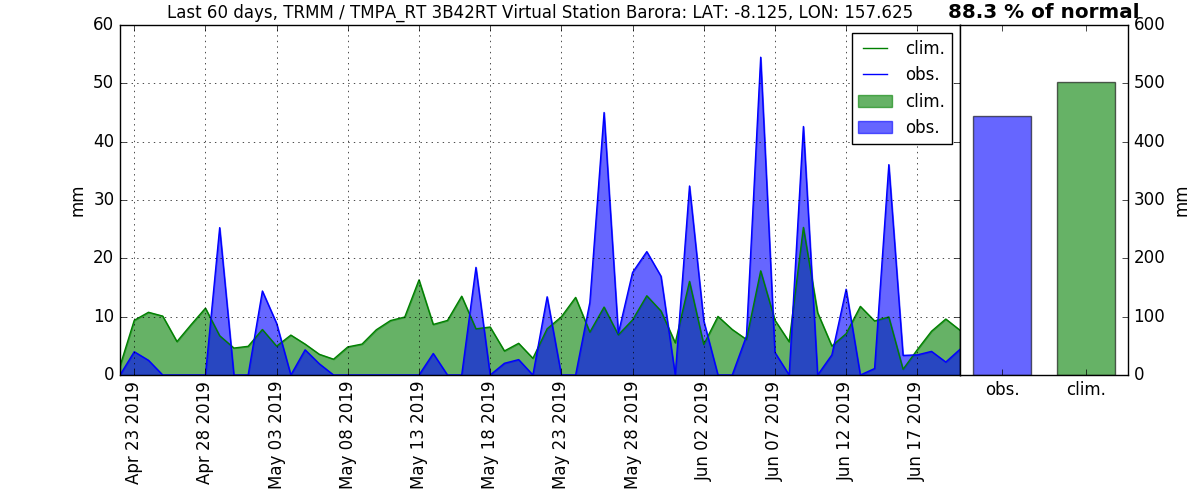 Last 60 days, TRMM / TMPA_RT 3B42RT Virtual Station Barora: LAT: -8.125, LON: 157.625
88.3 % of normal
60
50
40
30
20
10
0
mm
clim.
obs.
clim.
obs.
600
500
400
300
200
100
0
mm
Apr 23 2019
Apr 28 2019
May 03 2019
May 08 2019
May 13 2019
May 18 2019
May 23 2019
May 28 2019
Jun 02 2019
Jun 07 2019
Jun 12 2019
Jun 17 2019
obs.
clim.